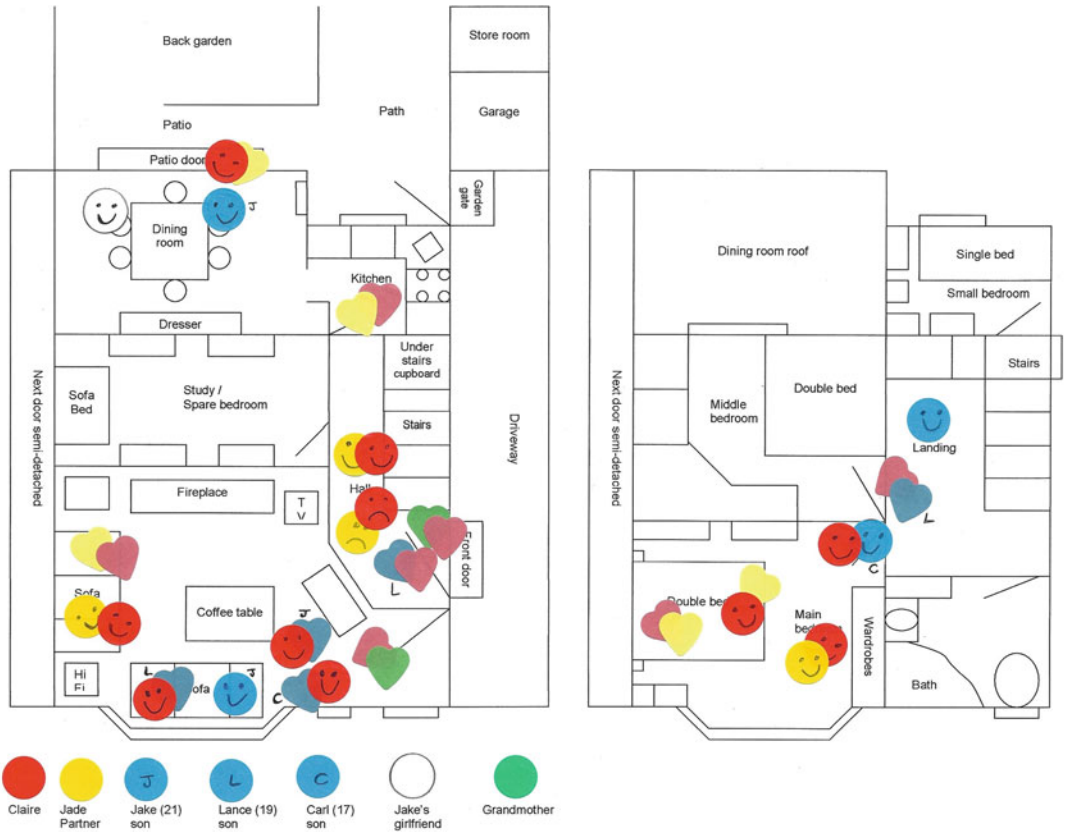 Back garden
Store room
Path
Garage
Patio
Patio door
Garden
gate
J
Dining
room
Kitchen
Dresser
Under
stairs
cupboard
Next door semi-detached
Sofa
Bed
Study /
Spare bedroom
Stairs
Driveway
Fireplace
T
V
Hall
Front door
L
Sofa
Coffee table
J
Hi
Fi
L
Sofa
J
C
Dining room roof
Single bed
Small bedroom
Stairs
Next door semi-detached
Middle
bedroom
Double bed
Landing
L
C
Double bed
Main
bedroom
Wardrobes
Bath
J
L
C
Claire
Jade
Partner
Jake (21)
son
Lance (19)
son
Carl (17)
son
Jake's
girlfriend
Grandmother